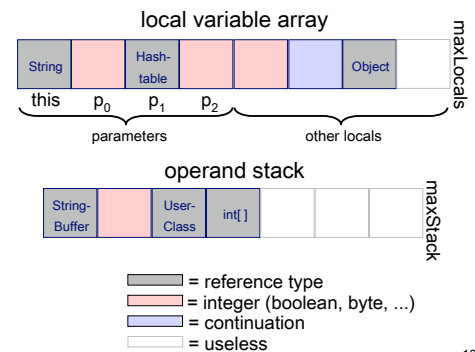 local variable array
String
Hash-
table
Object
maxLocals
this p0 p1 p2
parameters
other locals
operand stack
String-
Buffer
User-
Class
int[ ]
maxStack
= reference type
= integer (boolean, byte, ...)
= continuation
= useless